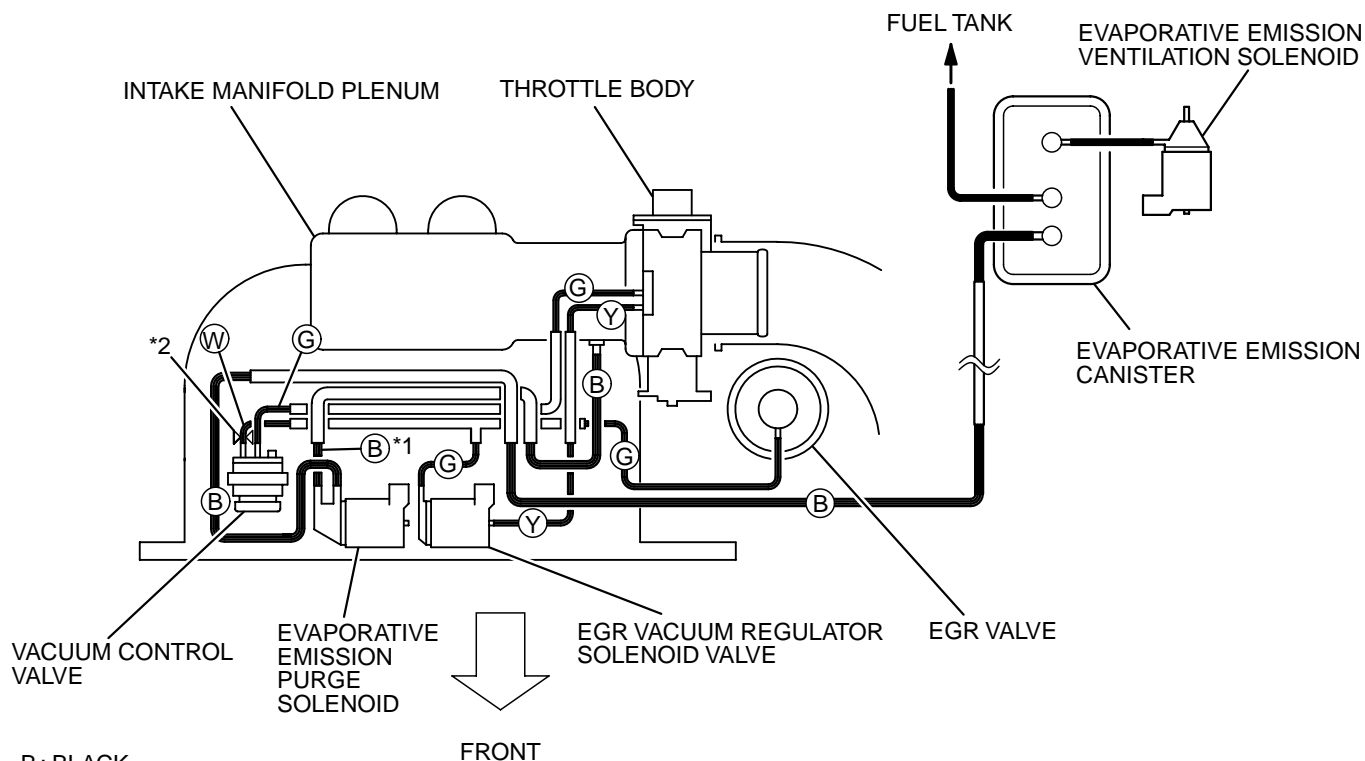 FUEL TANK
EVAPORATIVE EMISSION
VENTILATION SOLENOID
INTAKE MANIFOLD PLENUM
THROTTLE BODY
G
Y
*2
W
G
EVAPORATIVE EMISSION
CANISTER
B
B
*1
G
G
B
B
Y
VACUUM CONTROL
VALVE
EVAPORATIVE
EMISSION
PURGE
SOLENOID
EGR VACUUM REGULATOR
SOLENOID VALVE
EGR VALVE
FRONT
B : BLACK